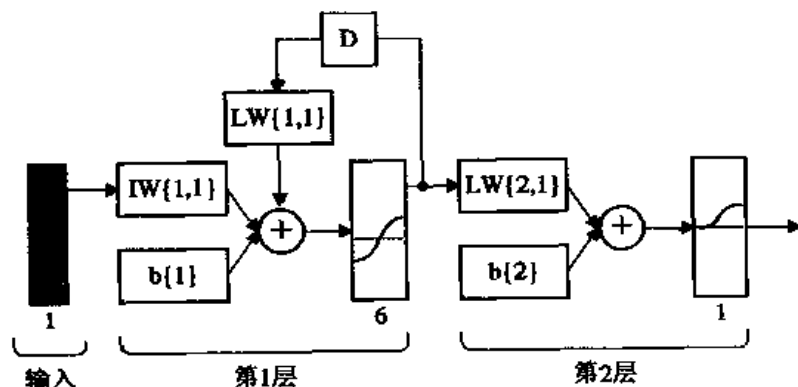 D
LW{1,1}
IW{1,1}
LW{2,1}
+
+
b{1}
b{2}
1
6
1
输入
第1层
第2层